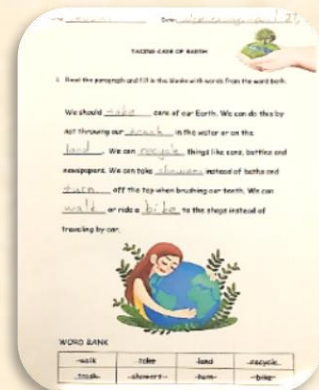 TAKING CARE OF EARTH
1. Read the paragraph and fill in the blanks with words from the word bank.
We should take care of our Earth. We can do this by
not throwing our trash in the water or on the
land. We can recycle things like cans, bottles and
newspapers. We can take showers instead of baths and
turn off the tap when brushing our teeth. We can
walk or ride a bike to the shops instead of
traveling by car.
WORD BANK
walk take land recycle
trash showers turn bike